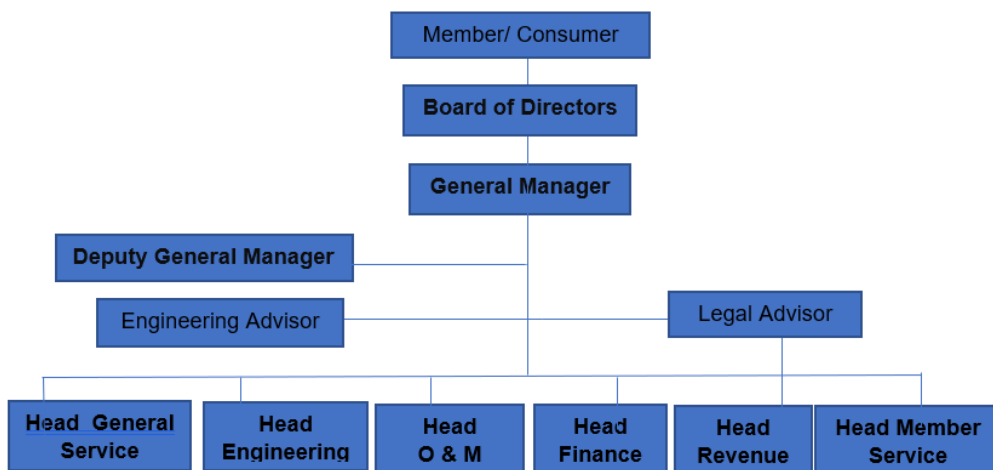 Member/ Consumer
Board of Directors
General Manager
Deputy General Manager
Engineering Advisor
Legal Advisor
Head General
Service
Head
Engineering
Head
O & M
Head
Finance
Head
Revenue
Head Member
Service